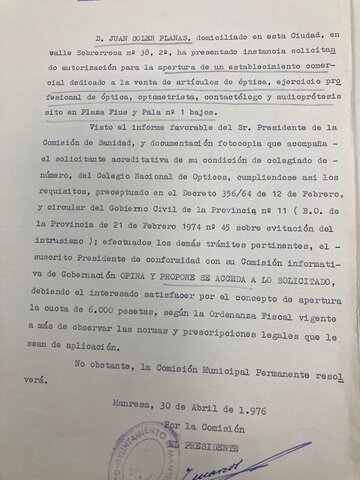 D. JUAN SOLER PLANAS, domiciliado en esta Ciudad, en
valle Sobrerroca nº 38, 2º, ha presentado instancia solicitan
do autorización para la apertura de un establecimiento comer-
cial dedicado a la venta de artículos de óptica, ejercicio pro
fesional de óptica, optometrista, contactólogo y audioprótesis
sito en Plaza Fius y Pala nº 1 bajos.
Visto el informe favorable del Sr. Presidente de la
Comisión de Sanidad, y documentación fotocopia que acompaña -
el solicitante acreditativa de su condición de colegiado de-
número, del Colegio Nacional de Opticos, cumpliendose asi los
requisitos, preceptuado en el Decreto 356/64 de 12 de Febrero,
y circular del Gobierno Civil de la Provincia nº 11 ( B.O. de
la Provincia de 21 de Febrero 1974 nº 45 sobre evitación del
intrusismo ); efectuados los demás trámites pertinentes, el -
suscrito Presidente de conformidad con su Comisión informati
va de Gobernación OPINA Y PROPONE SE ACCEDA A LO SOLICITADO,
debiendo el interesado satisfacer por el concepto de apertura
la cuota de 6.000 pesetas, según la Ordenanza Fiscal vigente
a más de observar las normas y prescripciones legales que le
sean de aplicación.
No obstante, la Comisión Municipal Permanente resol
verá.
Manresa, 30 de Abril de 1.976
Por la Comisión
EL PRESIDENTE
AYUNTAMIENTO